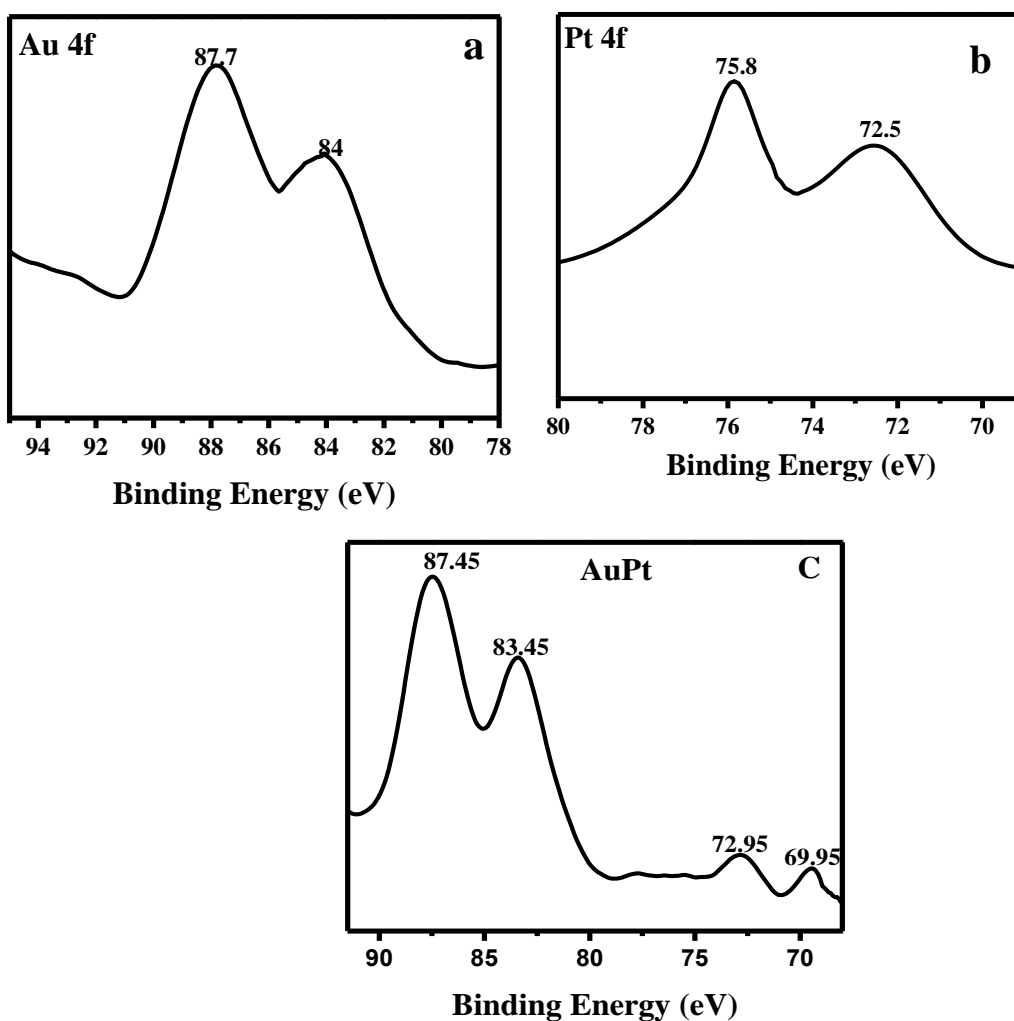 Au 4f
a
87.7
84
94 92 90 88 86 84 82 80 78
Binding Energy (eV)
Pt 4f
b
75.8
72.5
80 78 76 74 72 70
Binding Energy (eV)
87.45
AuPt
C
83.45
72.95
69.95
90 85 80 75 70
Binding Energy (eV)